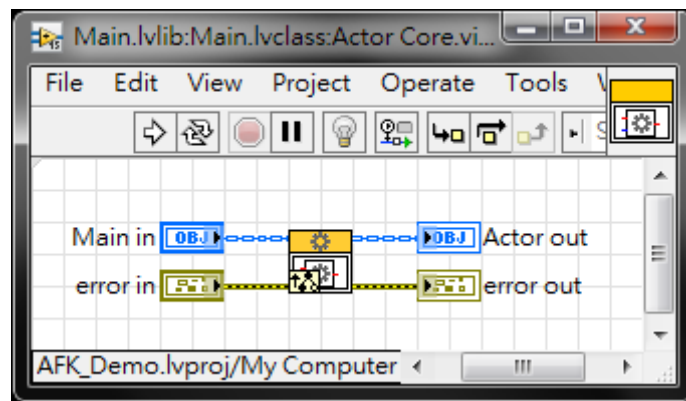 Main.lvlib:Main.lvclass:Actor Core.vi...
File Edit View Project Operate Tools
Main in OBJ OBJ Actor out
error in error out
AFK_Demo.lvproj/My Computer